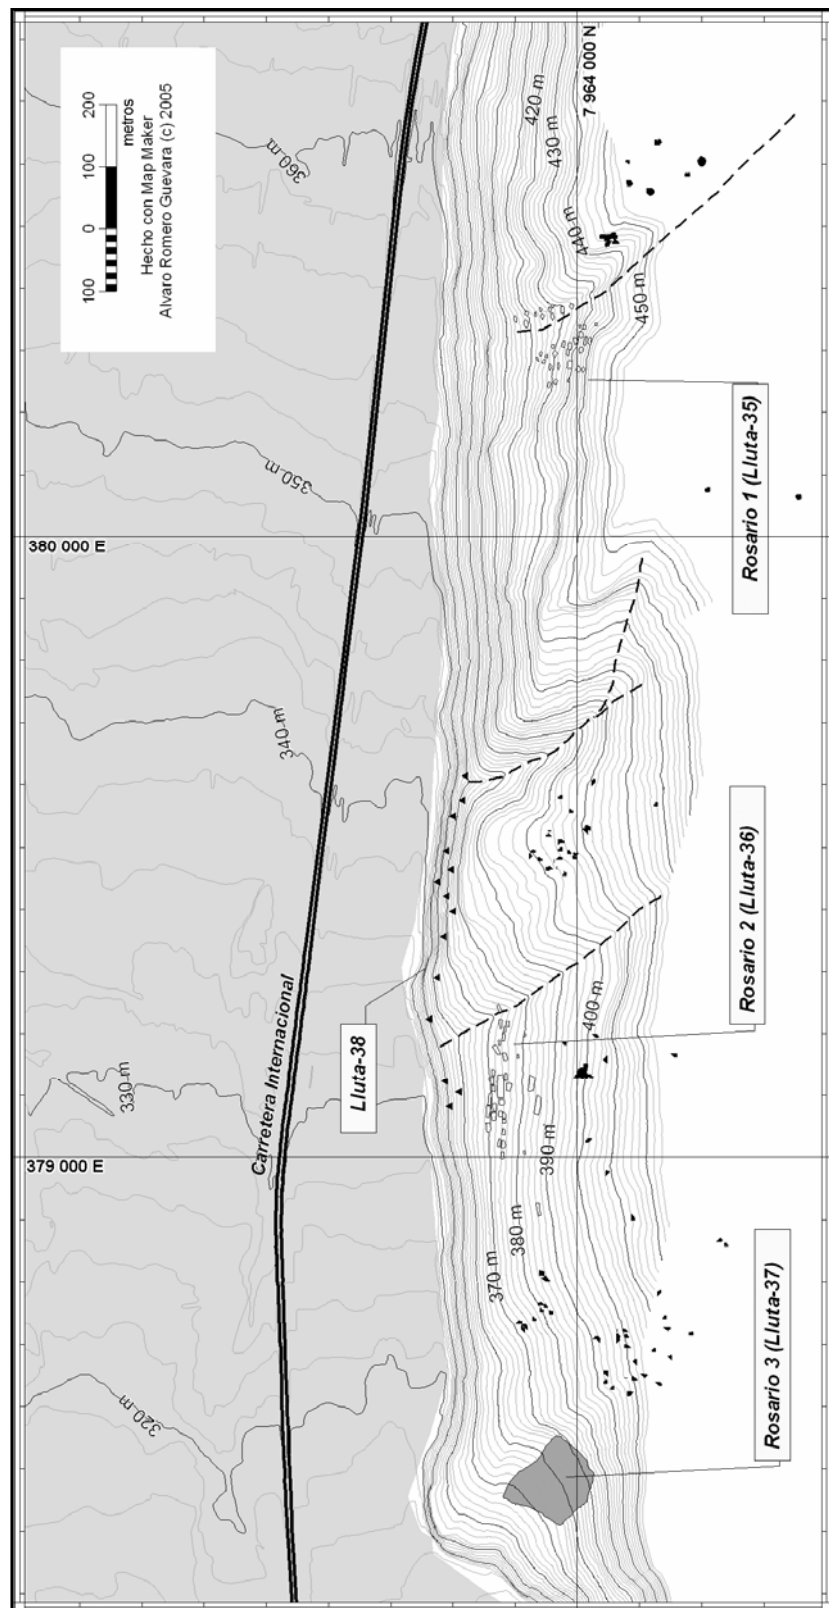 200
100
0
100
metros
Hecho con Map Maker
Alvaro Romero Guevara (c) 2005
7 964 000 N
420 m
430 m
440 m
450 m
360 m
350 m
Rosario 1 (Lluta-35)
380 000 E
340 m
Rosario 2 (Lluta-36)
Carretera Internacional
Lluta-38
400 m
330 m
379 000 E
390 m
380 m
370 m
Rosario 3 (Lluta-37)
320 m